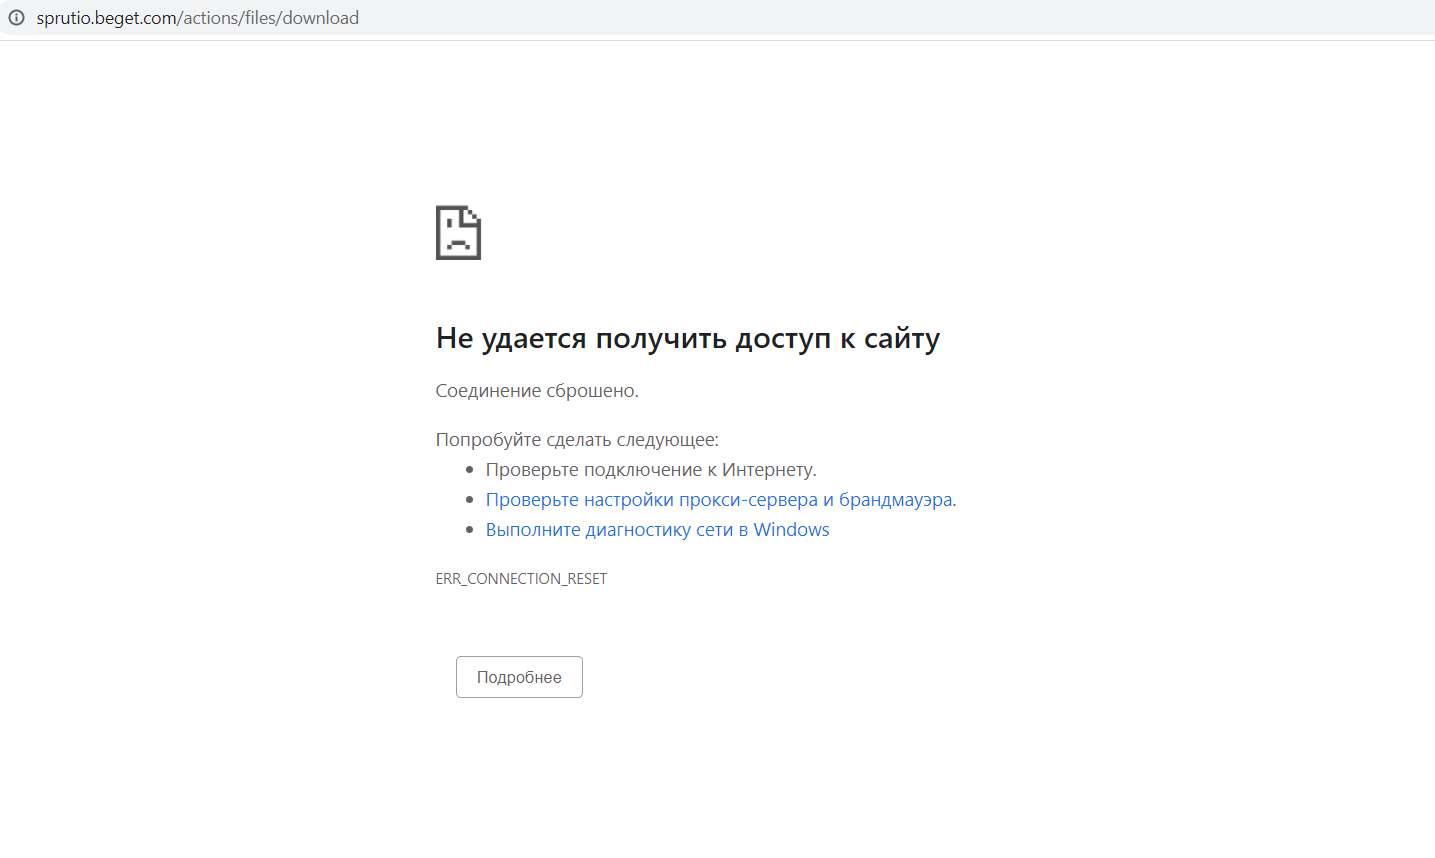 sprutio.beget.com/actions/files/download
Не удается получить доступ к сайту
Соединение сброшено.
Попробуйте сделать следующее:
Проверьте подключение к Интернету.
Проверьте настройки прокси-сервера и брандмауэра.
Выполните диагностику сети в Windows
ERR_CONNECTION_RESET
Подробнее